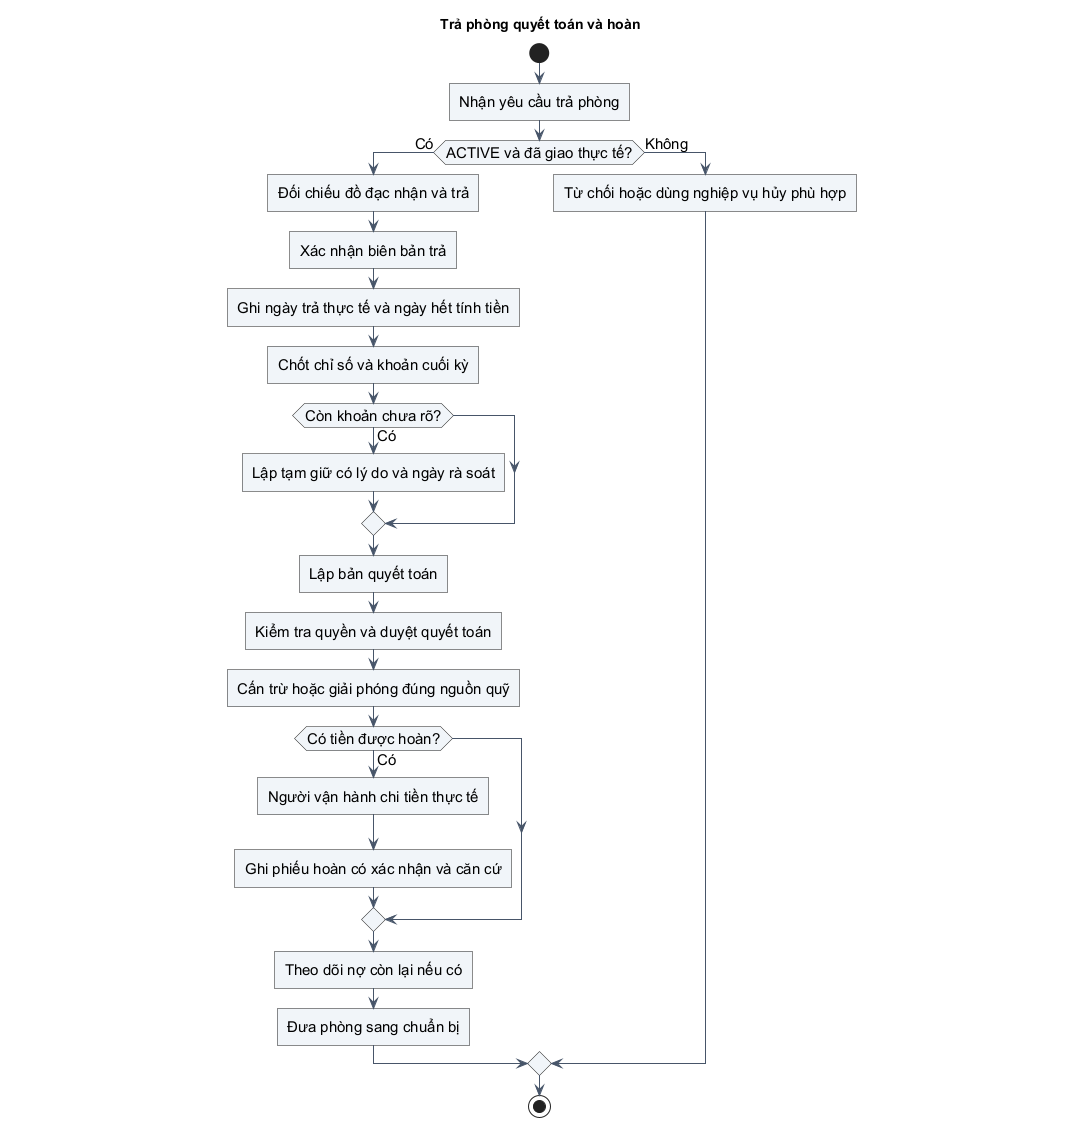 Trả phòng quyết toán và hoàn
Nhận yêu cầu trả phòng
Có
ACTIVE và đã giao thực tế?
Không
Đối chiếu đồ đạc nhận và trả
Từ chối hoặc dùng nghiệp vụ hủy phù hợp
Xác nhận biên bản trả
Ghi ngày trả thực tế và ngày hết tính tiền
Chốt chỉ số và khoản cuối kỳ
Còn khoản chưa rõ?
Có
Lập tạm giữ có lý do và ngày rà soát
Lập bản quyết toán
Kiểm tra quyền và duyệt quyết toán
Cấn trừ hoặc giải phóng đúng nguồn quỹ
Có tiền được hoàn?
Có
Người vận hành chi tiền thực tế
Ghi phiếu hoàn có xác nhận và căn cứ
Theo dõi nợ còn lại nếu có
Đưa phòng sang chuẩn bị